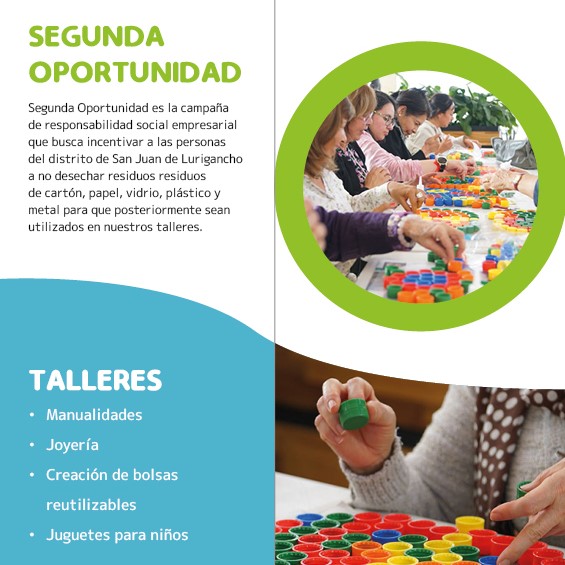 SEGUNDA
OPORTUNIDAD
Segunda Oportunidad es la campaña
de responsabilidad social empresarial
que busca incentivar a las personas
del distrito de San Juan de Lurigancho
a no desechar residuos residuos
de cartón, papel, vidrio, plástico y
metal para que posteriormente sean
utilizados en nuestros talleres.
TALLERES
• Manualidades
• Joyería
• Creación de bolsas
reutilizables
• Juguetes para niños